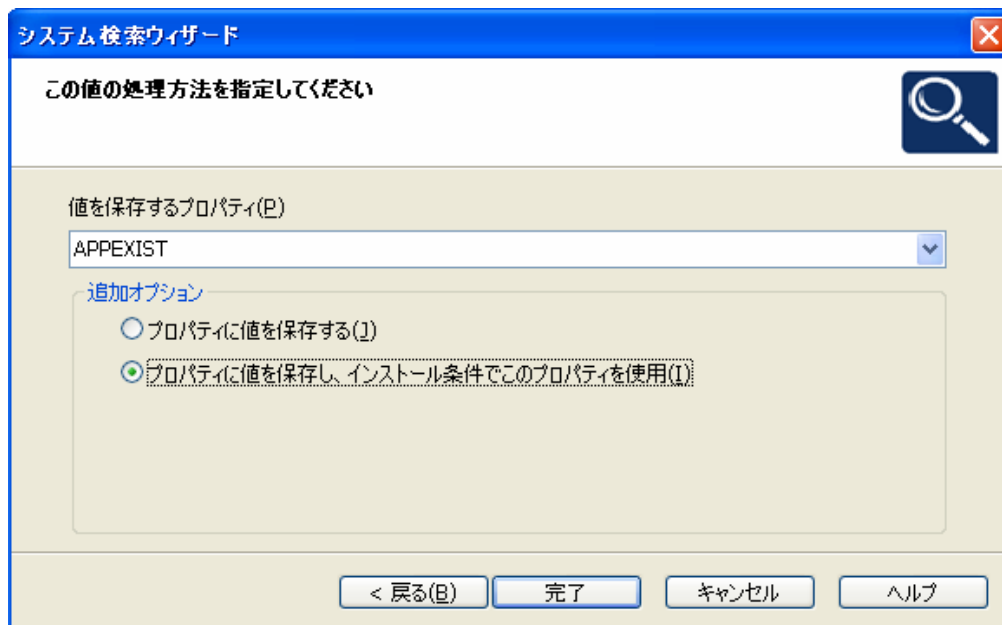 システム検索ウィザード
この値の処理方法を指定してください
値を保存するプロパティ(P)
APPEXIST
追加オプション
プロパティに値を保存する(J)
プロパティに値を保存し、インストール条件でこのプロパティを使用(I)
< 戻る(B)
完了
キャンセル
ヘルプ